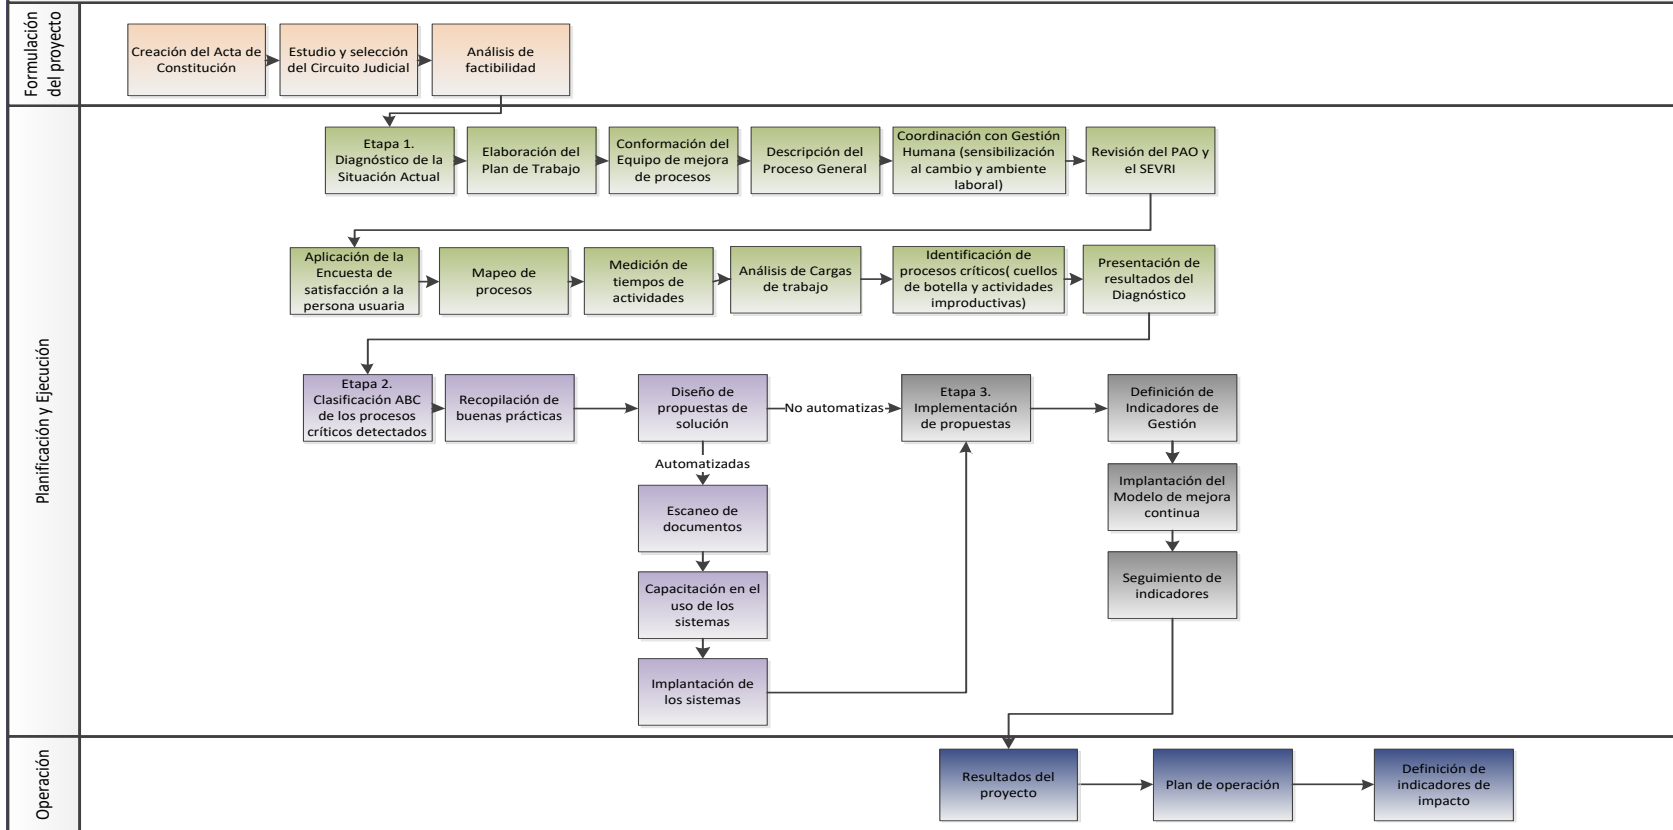 Formulación
del proyecto
Creación del Acta de
Constitución
Estudio y selección
del Circuito Judicial
Análisis de
factibilidad
Planificación y Ejecución
Etapa 1.
Diagnóstico de la
Situación Actual
Elaboración del
Plan de Trabajo
Conformación del
Equipo de mejora
de procesos
Descripción del
Proceso General
Coordinación con Gestión
Humana (sensibilización
al cambio y ambiente
laboral)
Revisión del PAO y
el SEVRI
Aplicación de la
Encuesta de
satisfacción a la
persona usuaria
Mapeo de
procesos
Medición de
tiempos de
actividades
Análisis de Cargas
de trabajo
Identificación de
procesos críticos( cuellos
de botella y actividades
improductivas)
Presentación de
resultados del
Diagnóstico
Etapa 2.
Clasificación ABC
de los procesos
críticos detectados
Recopilación de
buenas prácticas
Diseño de
propuestas de
solución
No automatizas
Etapa 3.
Implementación
de propuestas
Definición de
Indicadores de
Gestión
Automatizadas
Escaneo de
documentos
Capacitación en el
uso de los
sistemas
Implantación de
los sistemas
Implantación del
Modelo de mejora
continua
Seguimiento de
indicadores
Operación
Resultados del
proyecto
Plan de operación
Definición de
indicadores de
impacto